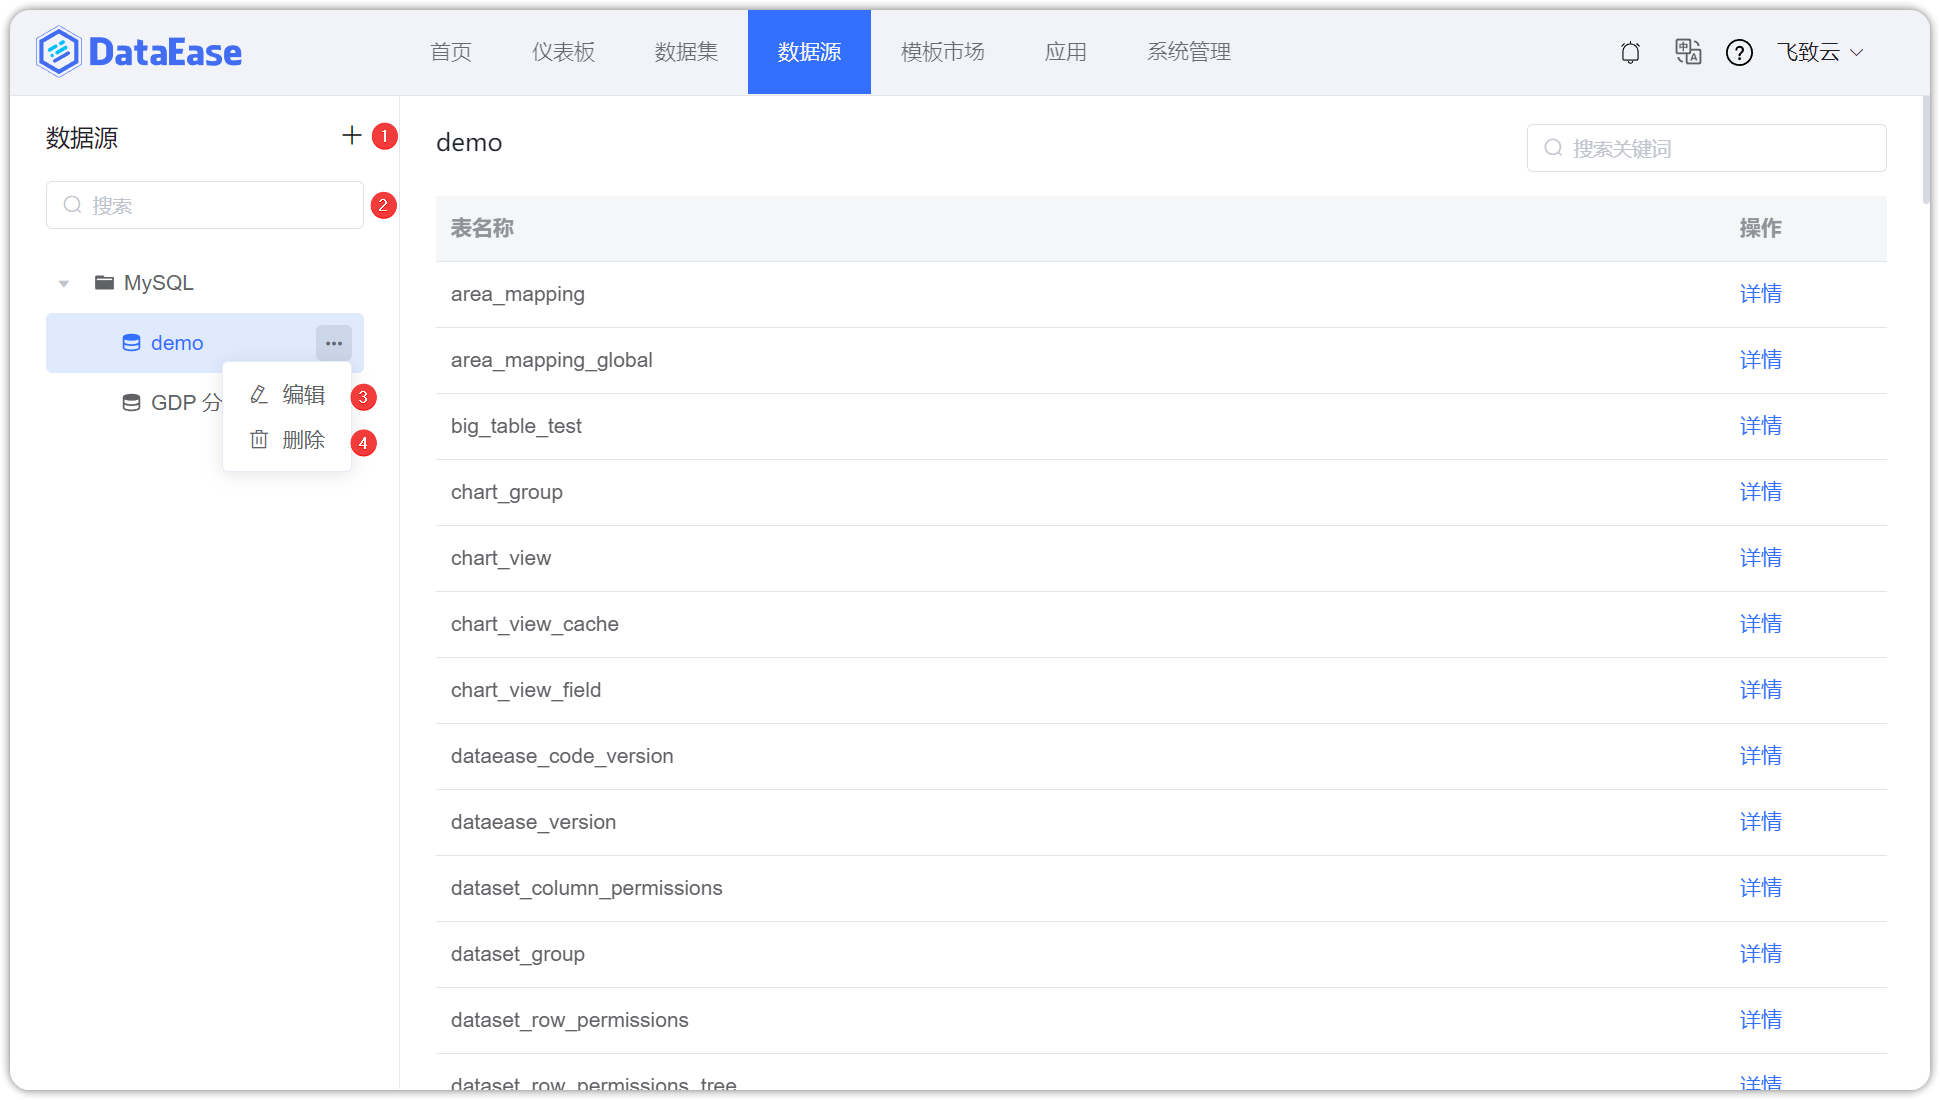 DataEase 首页 仪表板 数据集 数据源 模板市场 应用 系统管理 飞致云
数据源 1
搜索 2
MySQL
demo
编辑 3
GDP 分
删除 4
demo
搜索关键词
表名称 操作
area_mapping 详情
area_mapping_global 详情
big_table_test 详情
chart_group 详情
chart_view 详情
chart_view_cache 详情
chart_view_field 详情
dataease_code_version 详情
dataease_version 详情
dataset_column_permissions 详情
dataset_group 详情
dataset_row_permissions 详情
dataset_row_permissions_tree 详情